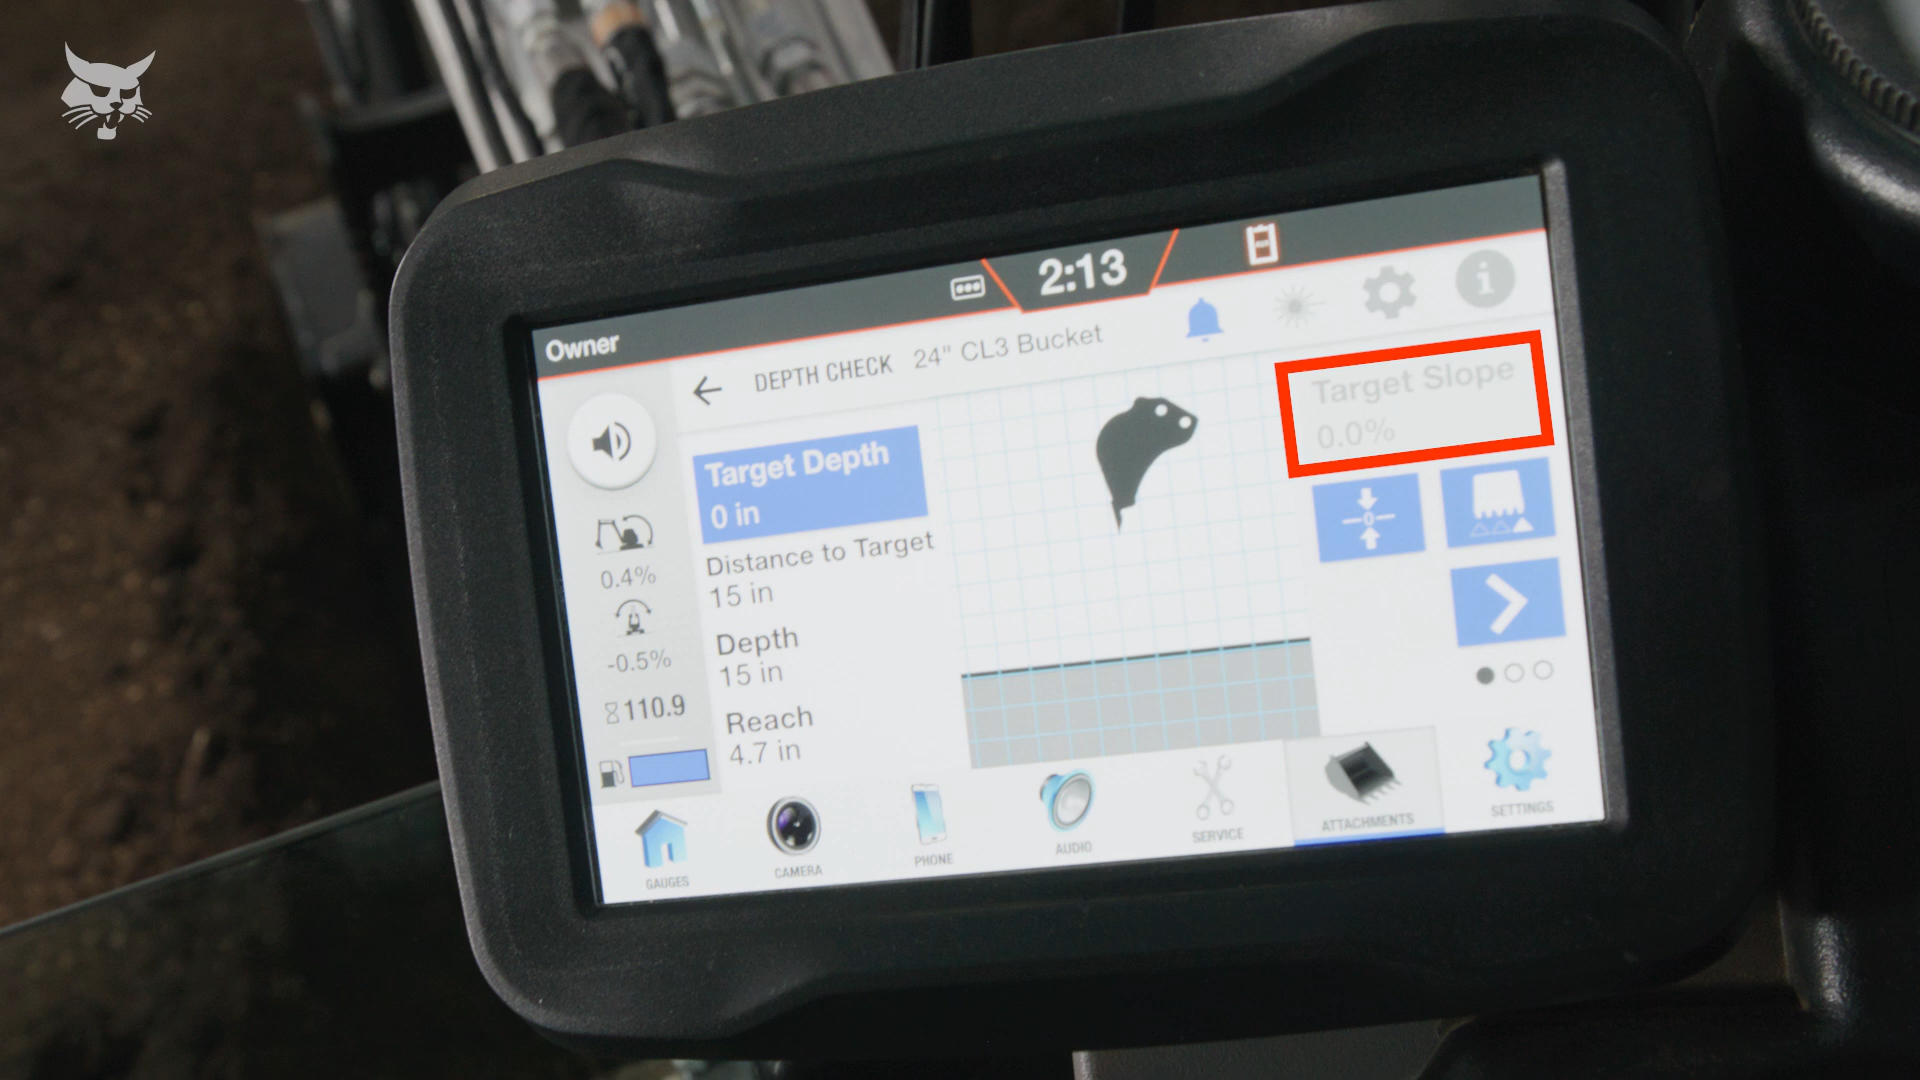 Owner
2:13
DEPTH CHECK 24" CL3 Bucket
Target Depth
0 in
Distance to Target
15 in
Depth
15 in
Reach
4.7 in
0.4%
-0.5%
110.9
Target Slope
0.0%
0
GAUGES
CAMERA
PHONE
AUDIO
SERVICE
ATTACHMENTS
SETTINGS